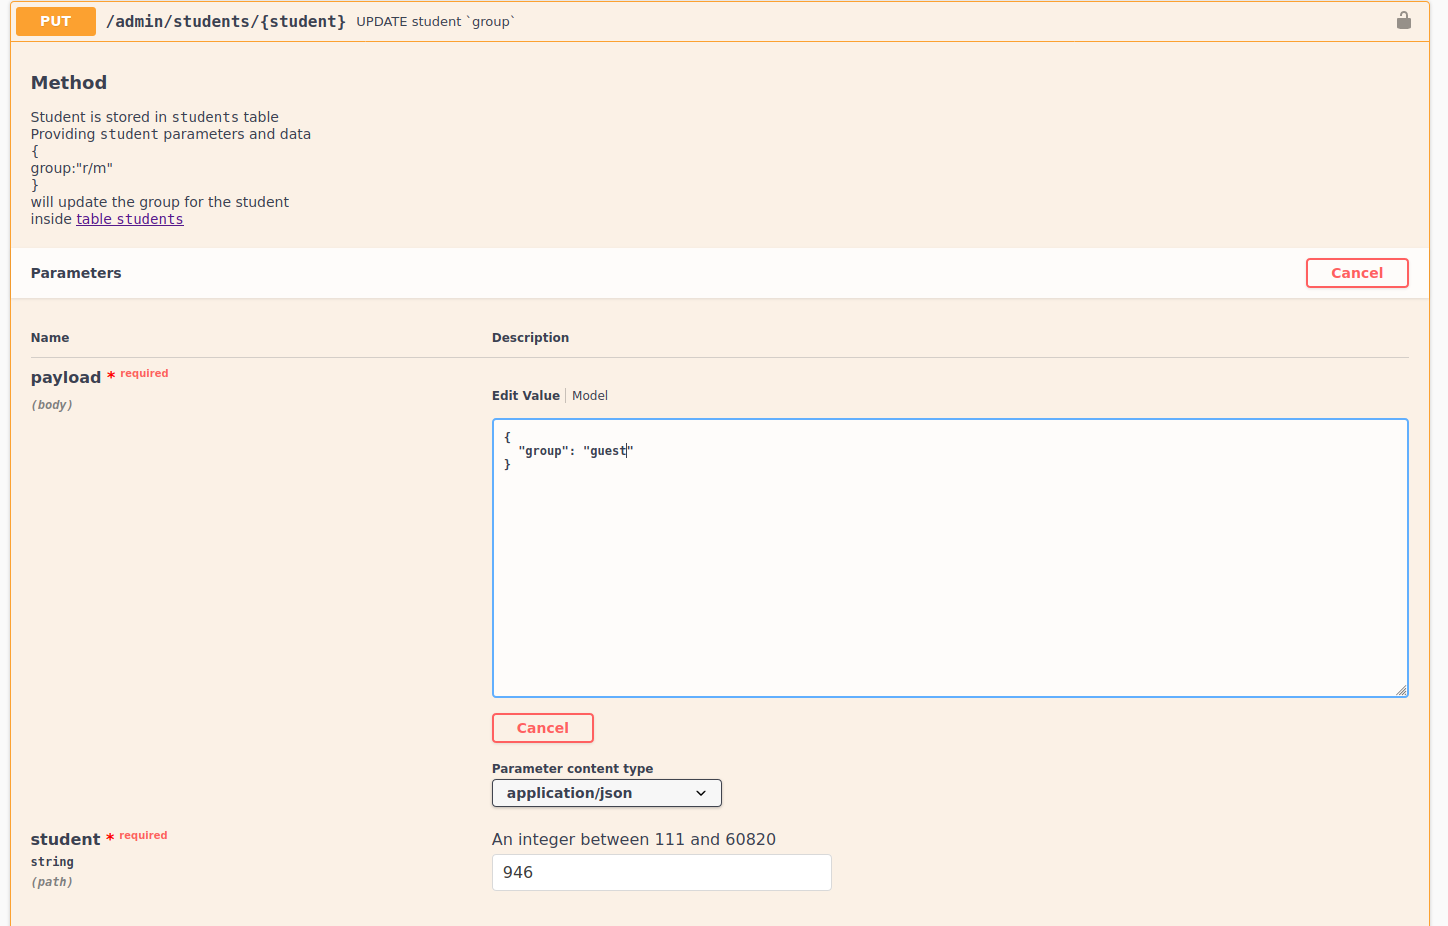 PUT /admin/students/{student} UPDATE student `group`
Method
Student is stored in students table
Providing student parameters and data
{
group:"r/m"
}
will update the group for the student
inside table students
Parameters
Cancel
Name Description
payload * required
(body)
Edit Value Model
{
"group": "guest"
}
Cancel
Parameter content type
application/json
student * required
string
(path)
An integer between 111 and 60820
946